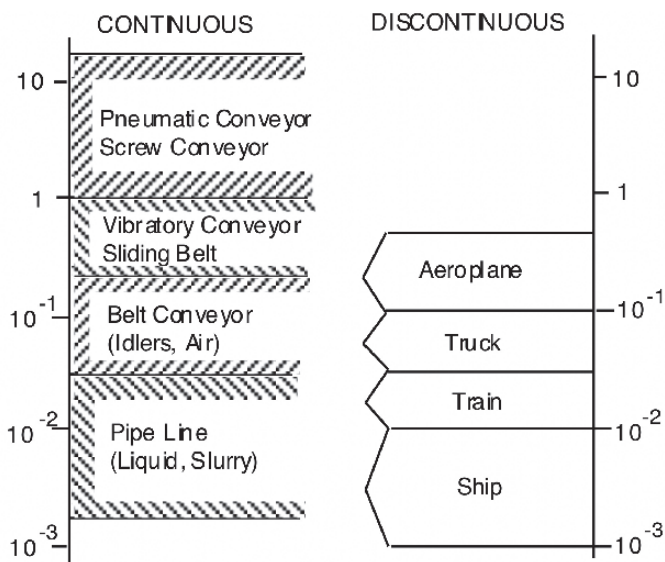 CONTINUOUS
DISCONTINUOUS
10
Pneumatic Conveyor
Screw Conveyor
1
Vibratory Conveyor
Sliding Belt
10⁻¹
Belt Conveyor
(Idlers, Air)
10⁻²
Pipe Line
(Liquid, Slurry)
10⁻³
10
1
Aeroplane
10⁻¹
Truck
Train
10⁻²
Ship
10⁻³